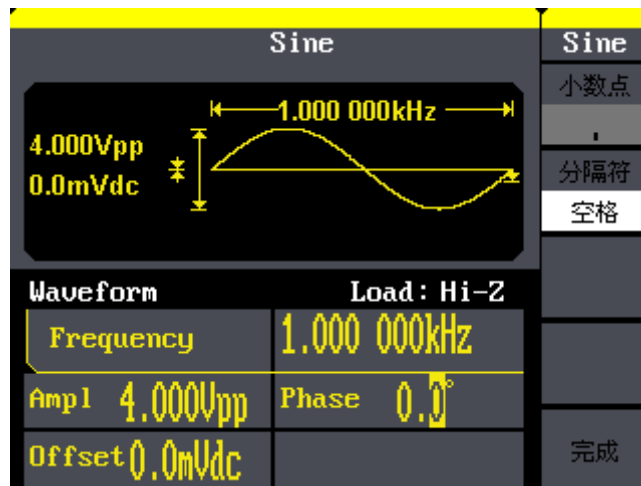 Sine
1.000 000kHz
4.000Vpp
0.0mVdc
Waveform Load: Hi-Z
Frequency 1.000 000kHz
Ampl 4.000Vpp Phase 0.0°
Offset 0.0mVdc
Sine
小数点
.
分隔符
空格
完成